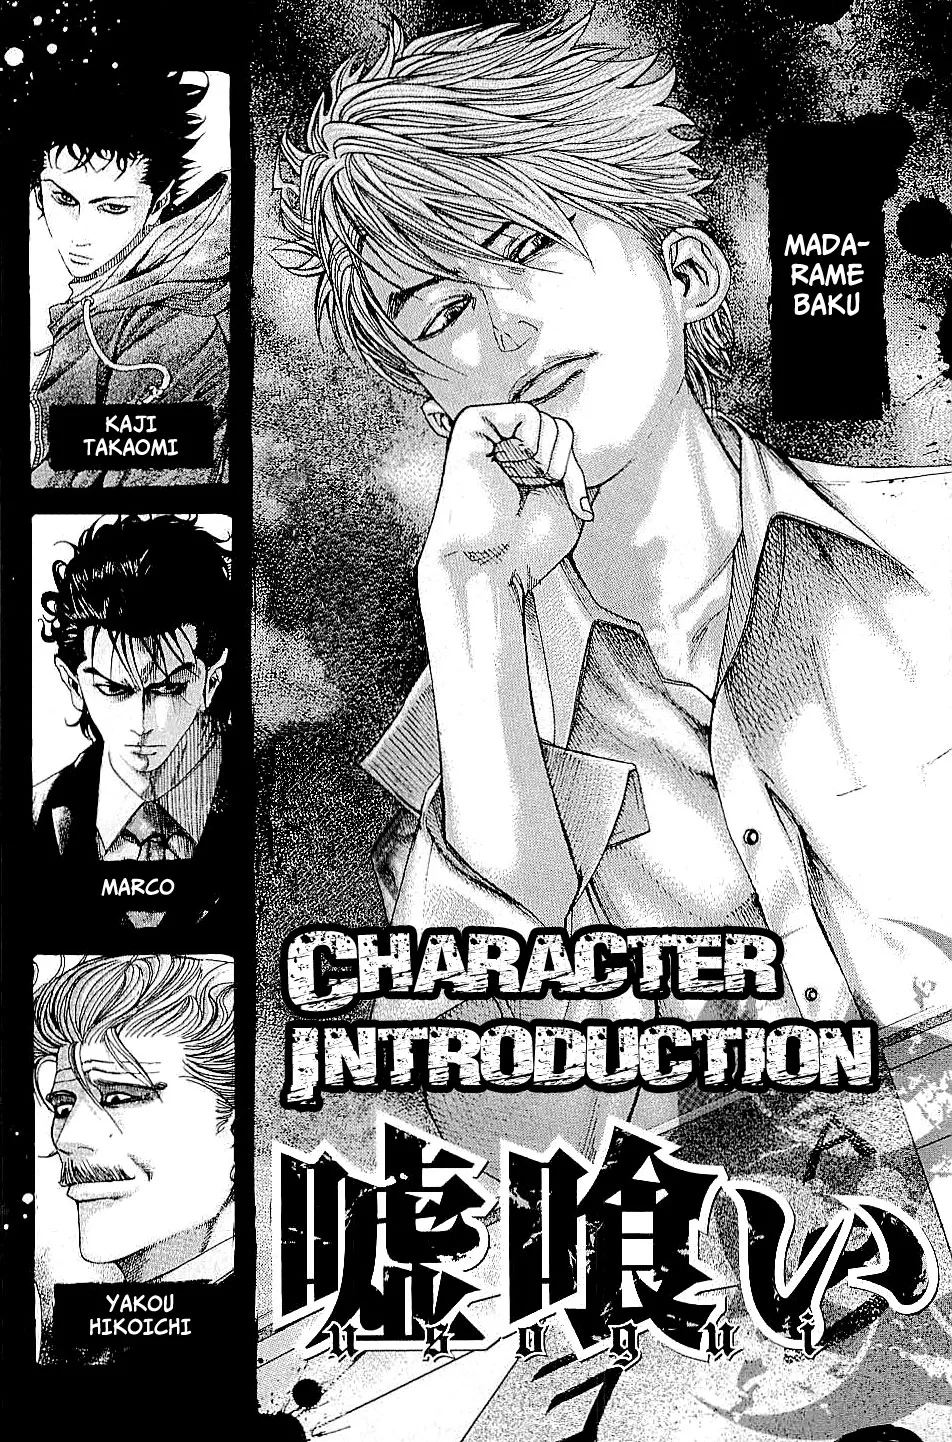 MADA-
RAME
BAKU
KAJI
TAKAOMI
MARCO
YAKOU
HIKOICHI
CHARACTER
INTRODUCTION
嘘喰い
usogui